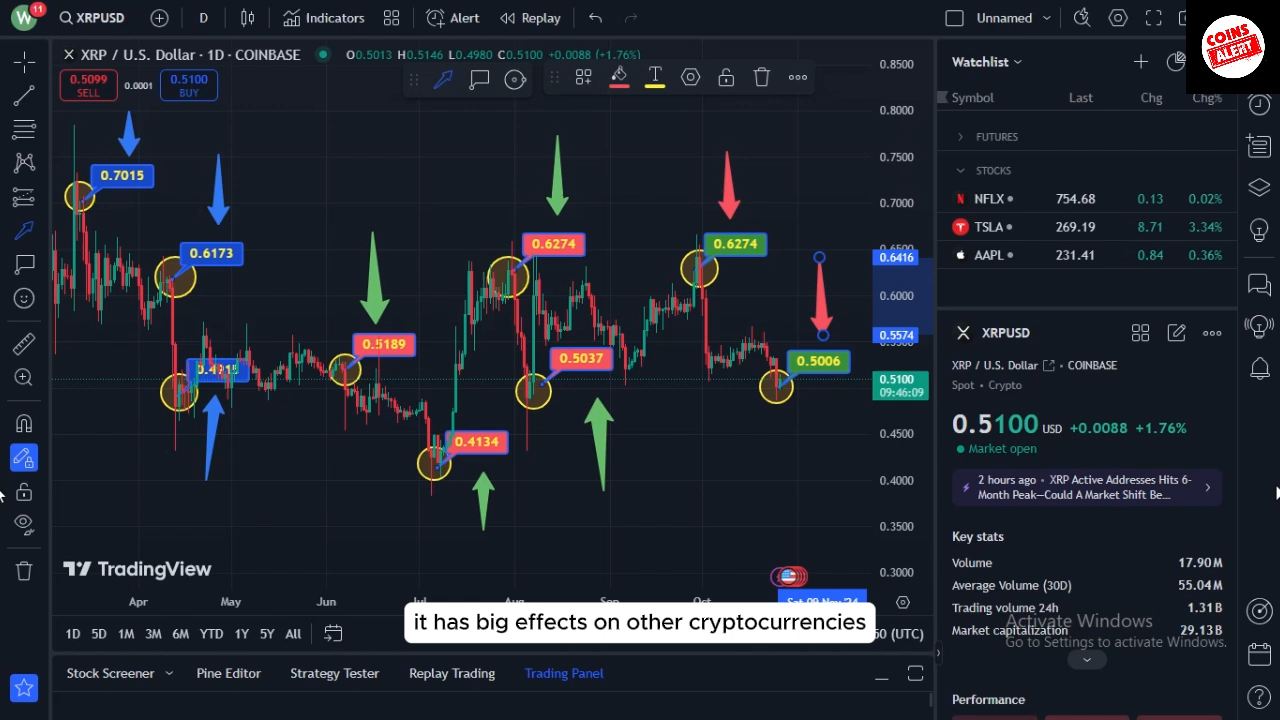 W 11 XRPUSD D Indicators Alert Replay Unnamed
COINS ALERT
XRP / U.S. Dollar · 1D · COINBASE O0.5013 H0.5146 L0.4980 C0.5100 +0.0088 (+1.76%)
0.5099 SELL
0.0001
0.5100 BUY
0.7015
0.6173
0.4915
0.5189
0.4134
0.6274
0.5037
0.6274
0.5006
0.8500
0.8000
0.7500
0.7000
0.6500
0.6416
0.6000
0.5574
0.5100
09:46:09
0.4500
0.4000
0.3500
0.3000
TradingView
Apr May Jun Jul Aug Sep Oct Sat 09 Nov '24
it has big effects on other cryptocurrencies
1D 5D 1M 3M 6M YTD 1Y 5Y All (UTC)
Stock Screener Pine Editor Strategy Tester Replay Trading Trading Panel
Watchlist
Symbol Last Chg Chg%
FUTURES
STOCKS
NFLX 754.68 0.13 0.02%
TSLA 269.19 8.71 3.34%
AAPL 231.41 0.84 0.36%
XRPUSD
XRP / U.S. Dollar COINBASE
Spot · Crypto
0.5100 USD +0.0088 +1.76%
Market open
2 hours ago · XRP Active Addresses Hits 6-
Month Peak—Could A Market Shift Be...
Key stats
Volume 17.90M
Average Volume (30D) 55.04M
Trading volume 24h 1.31B
Market capitalization 29.13B
Activate Windows
Go to Settings to activate Windows.
Performance